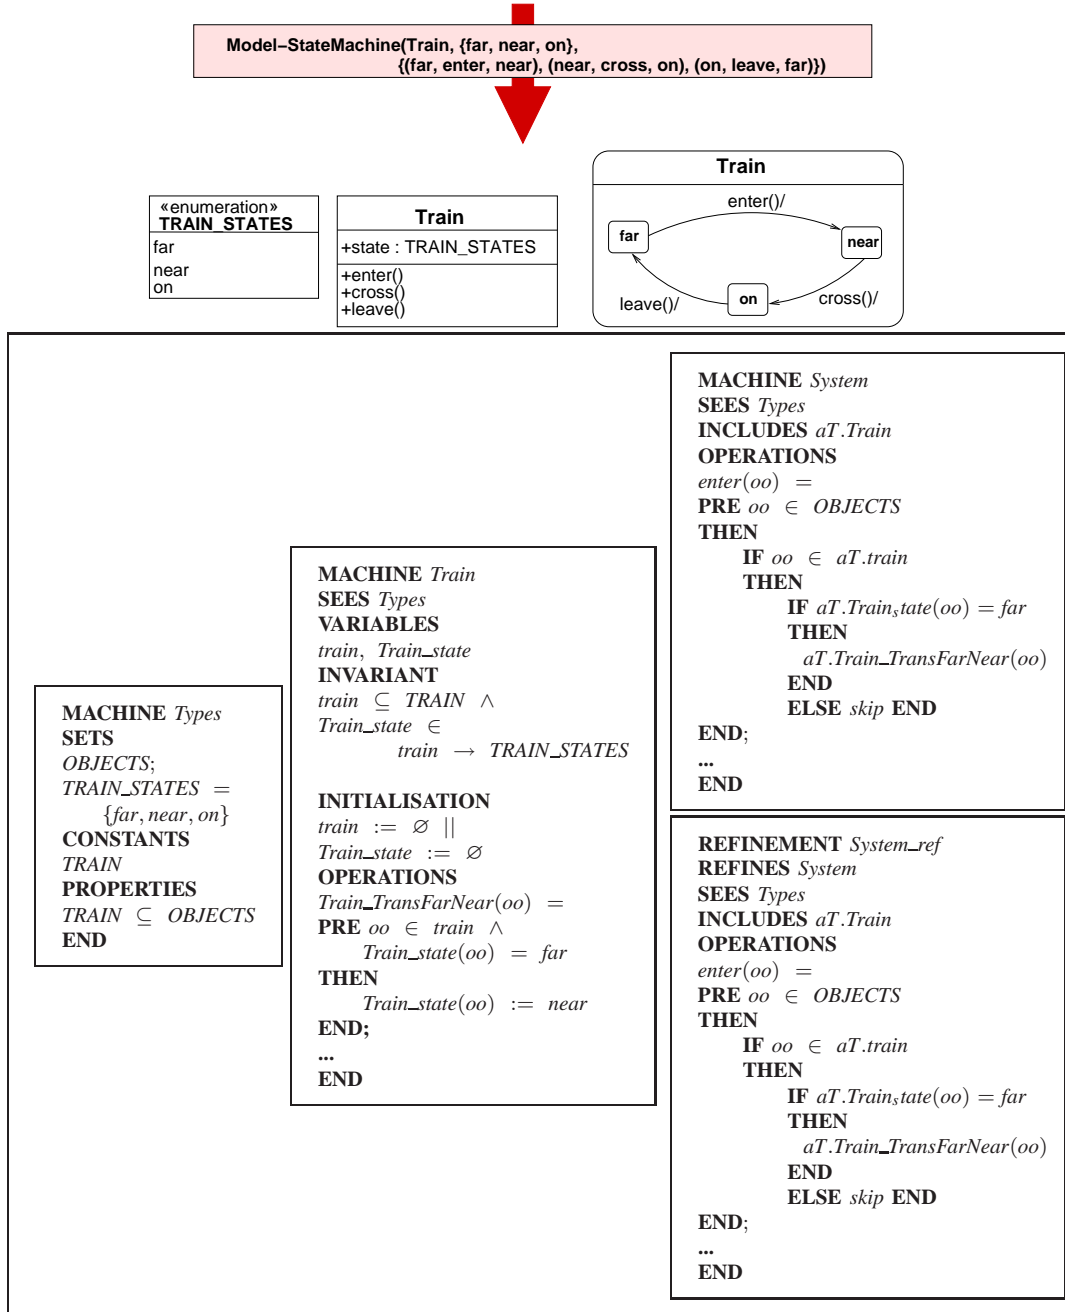 Model–StateMachine(Train, {far, near, on},
{(far, enter, near), (near, cross, on), (on, leave, far)})
«enumeration»
TRAIN_STATES
far
near
on
Train
+state : TRAIN_STATES
+enter()
+cross()
+leave()
Train
enter()/
far
near
on
leave()/
cross()/
MACHINE Types
SETS
OBJECTS;
TRAIN_STATES =
{far, near, on}
CONSTANTS
TRAIN
PROPERTIES
TRAIN ⊆ OBJECTS
END
MACHINE Train
SEES Types
VARIABLES
train, Train_state
INVARIANT
train ⊆ TRAIN ∧
Train_state ∈
train → TRAIN_STATES
INITIALISATION
train := ∅ ||
Train_state := ∅
OPERATIONS
Train_TransFarNear(oo) =
PRE oo ∈ train ∧
Train_state(oo) = far
THEN
Train_state(oo) := near
END;
...
END
MACHINE System
SEES Types
INCLUDES aT.Train
OPERATIONS
enter(oo) =
PRE oo ∈ OBJECTS
THEN
IF oo ∈ aT.train
THEN
IF aT.Trainₛtate(oo) = far
THEN
aT.Train_TransFarNear(oo)
END
ELSE skip END
END;
...
END
REFINEMENT System_ref
REFINES System
SEES Types
INCLUDES aT.Train
OPERATIONS
enter(oo) =
PRE oo ∈ OBJECTS
THEN
IF oo ∈ aT.train
THEN
IF aT.Trainₛtate(oo) = far
THEN
aT.Train_TransFarNear(oo)
END
ELSE skip END
END;
...
END